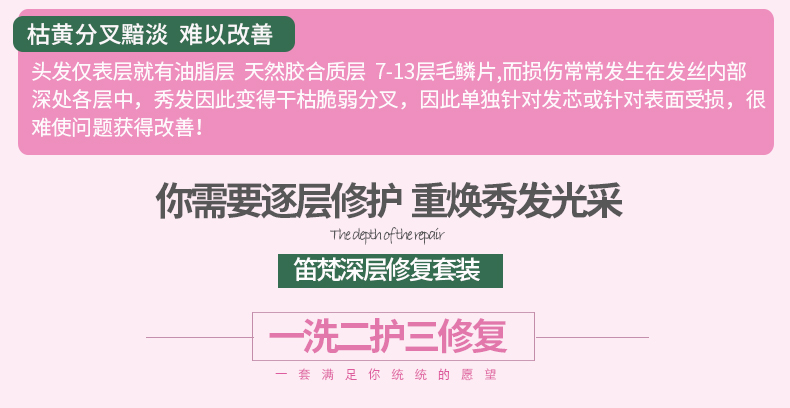 枯黄分叉黯淡 难以改善
头发仅表层就有油脂层 天然胶合质层 7-13层毛鳞片,而损伤常常发生在发丝内部
深处各层中，秀发因此变得干枯脆弱分叉，因此单独针对发芯或针对表面受损，很
难使问题获得改善！
你需要逐层修护 重焕秀发光采
The depth of the repair
笛梵深层修复套装
一洗二护三修复
一套满足你统统的愿望